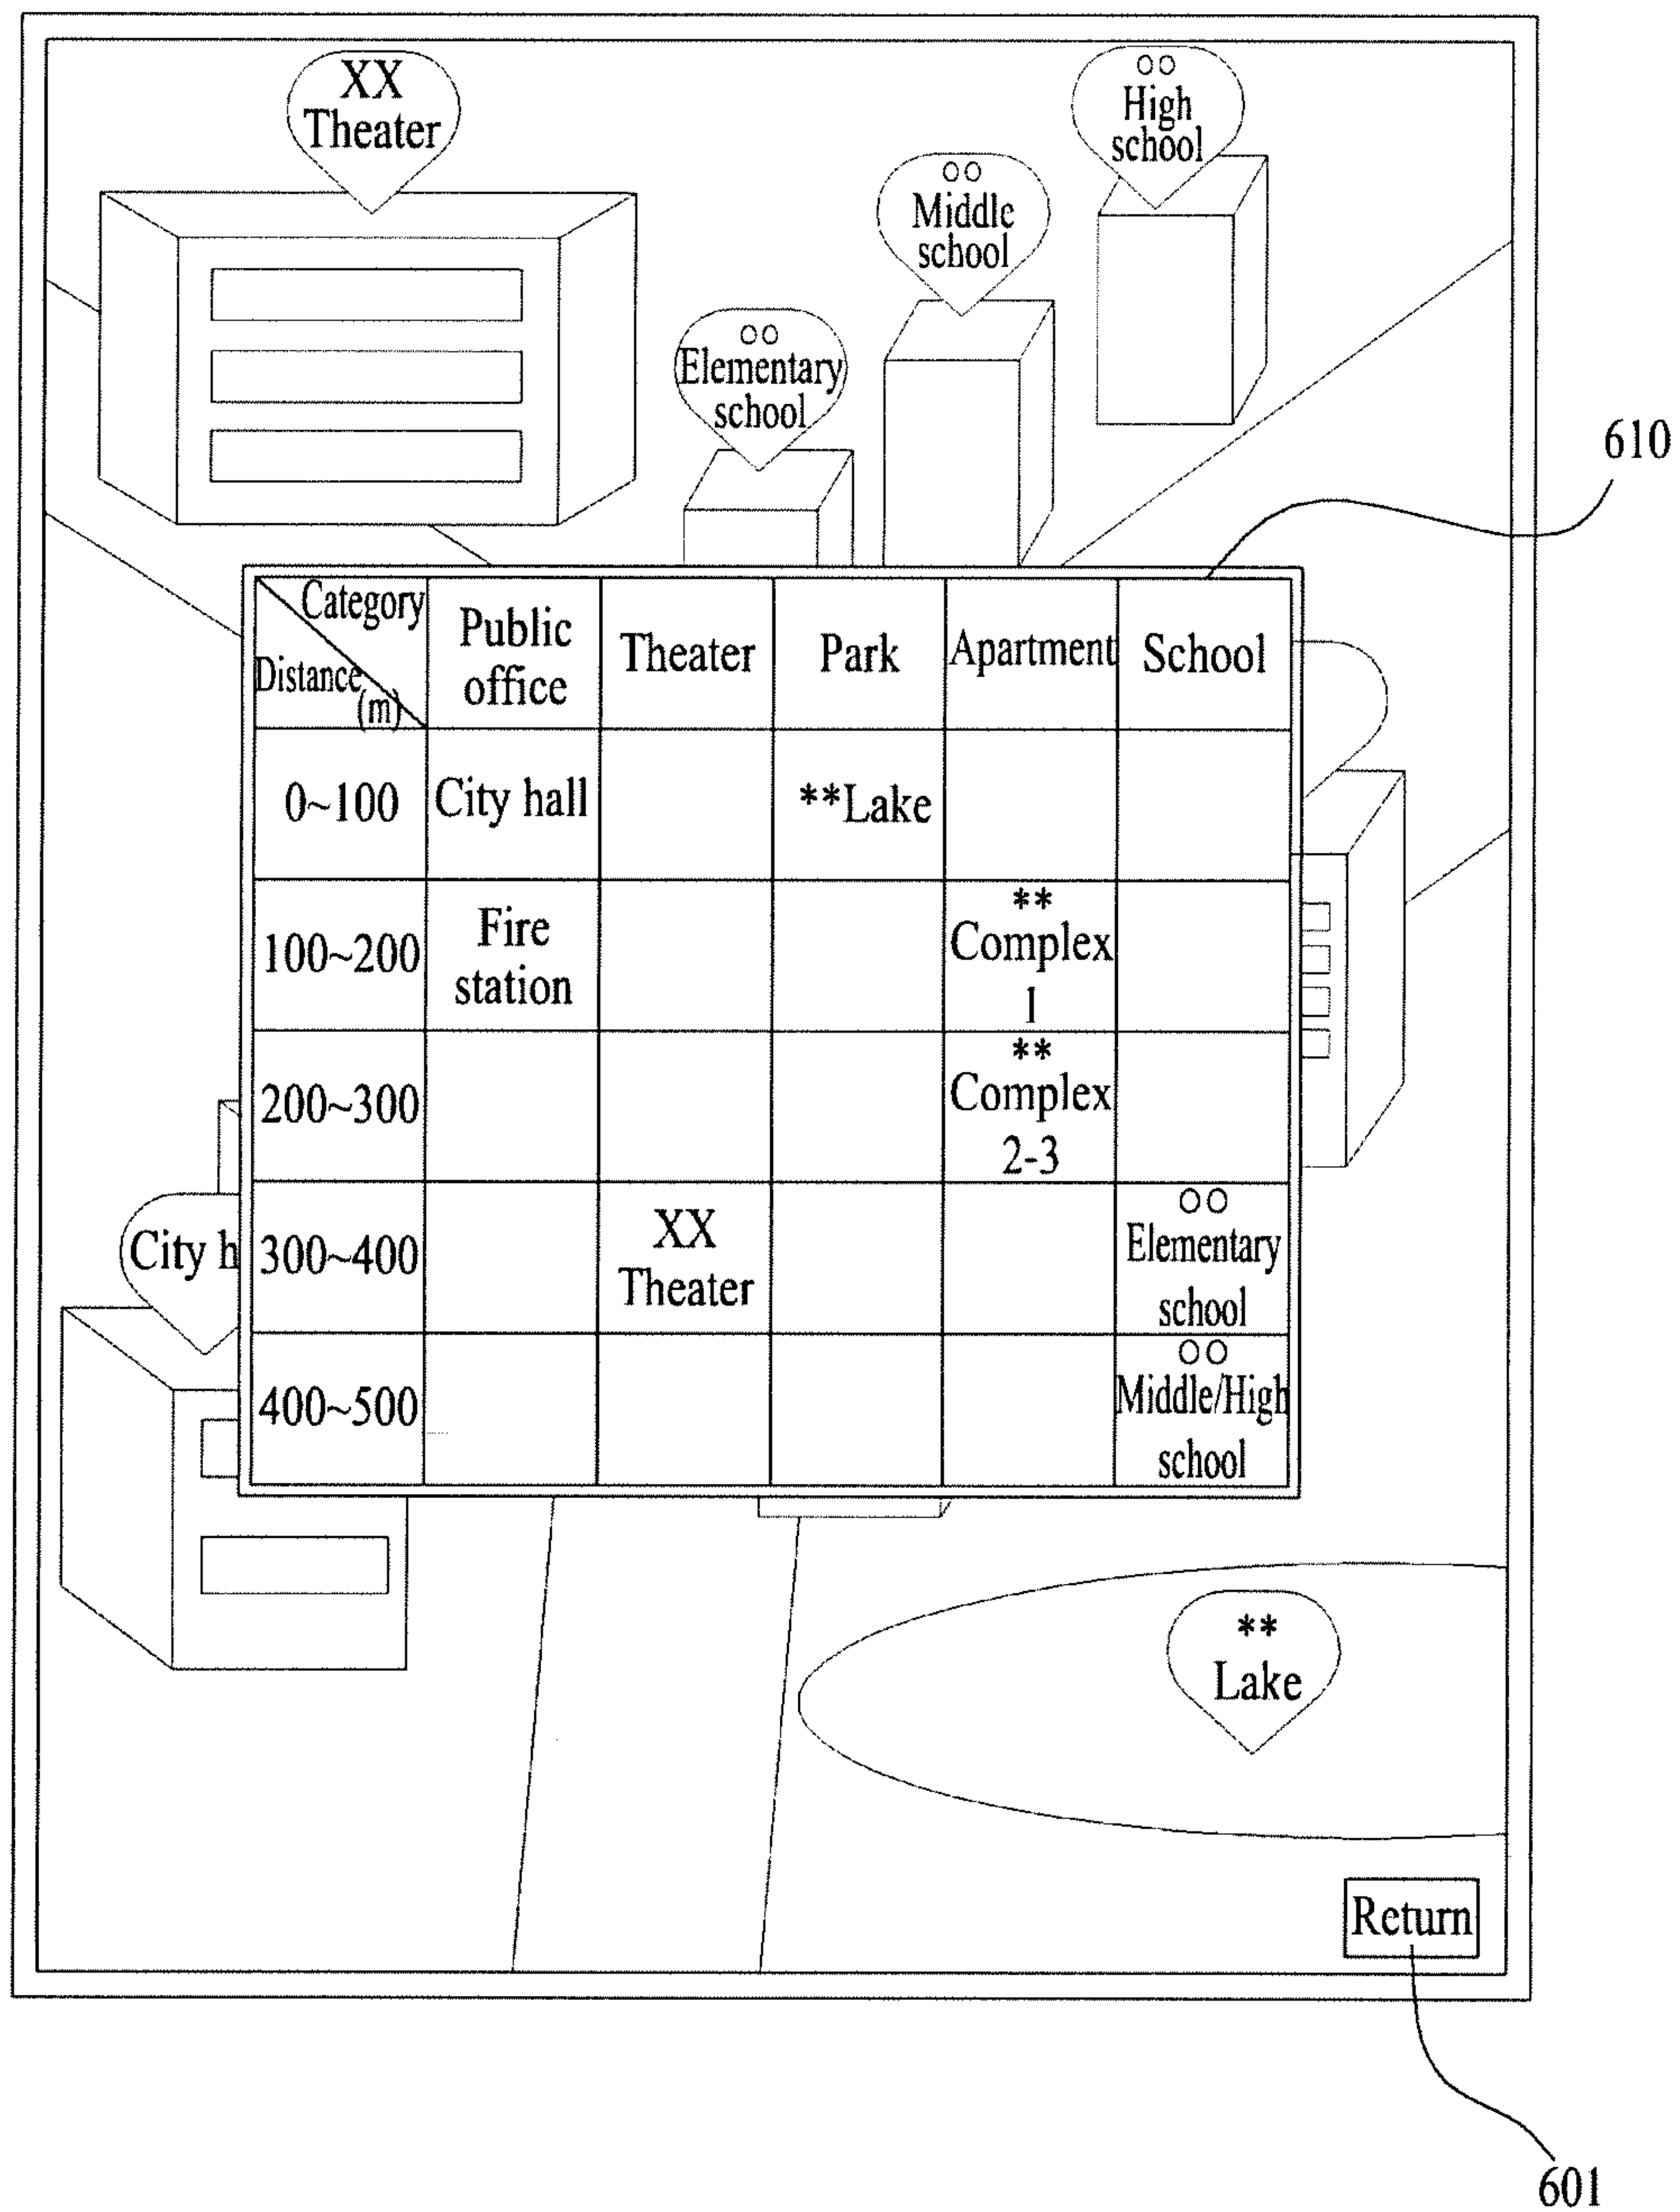 XX
Theater
OO
High
school
OO
Middle
school
OO
Elementary
school
610
Category
Distance
(m)
Public
office
Theater
Park
Apartment
School
0~100
City hall
**Lake
100~200
Fire
station
**
Complex
1
200~300
**
Complex
2-3
City h
300~400
XX
Theater
OO
Elementary
school
400~500
OO
Middle/High
school
**
Lake
Return
601